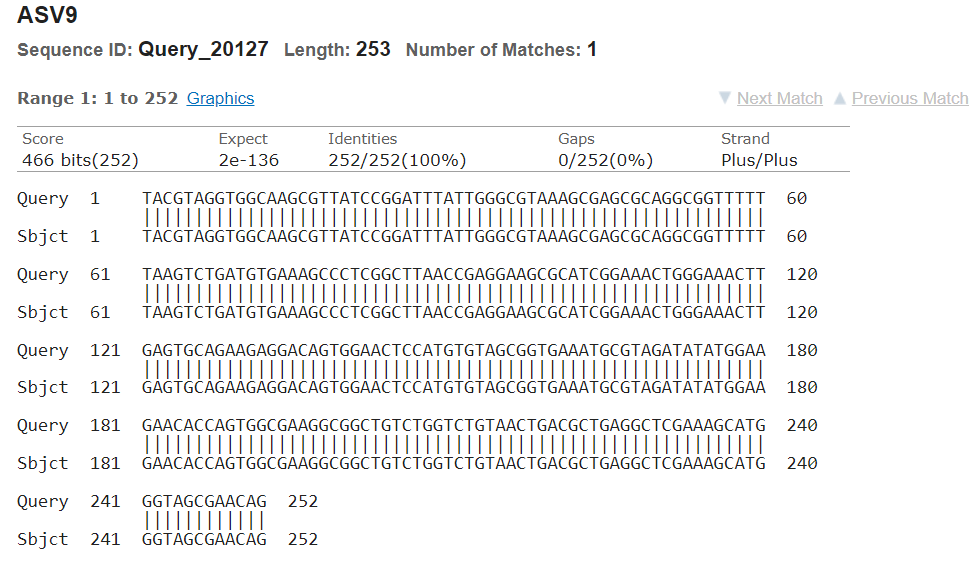 ASV9
Sequence ID: Query_20127 Length: 253 Number of Matches: 1
Range 1: 1 to 252 Graphics ▼ Next Match ▲ Previous Match
Score Expect Identities Gaps Strand
466 bits(252) 2e-136 252/252(100%) 0/252(0%) Plus/Plus
Query 1 TACGTAGGTGGCAAGCGTTATCCGGATTTATTGGGCGTAAAGCGAGCGCAGGCGGTTTTT 60
||||||||||||||||||||||||||||||||||||||||||||||||||||||||||||
Sbjct 1 TACGTAGGTGGCAAGCGTTATCCGGATTTATTGGGCGTAAAGCGAGCGCAGGCGGTTTTT 60
Query 61 TAAGTCTGATGTGAAAGCCCTCGGCTTAACCGAGGAAGCGCATCGGAAACTGGGAAACTT 120
||||||||||||||||||||||||||||||||||||||||||||||||||||||||||||
Sbjct 61 TAAGTCTGATGTGAAAGCCCTCGGCTTAACCGAGGAAGCGCATCGGAAACTGGGAAACTT 120
Query 121 GAGTGCAGAAGAGGACAGTGGAACTCCATGTGTAGCGGTGAAATGCGTAGATATATGGAA 180
||||||||||||||||||||||||||||||||||||||||||||||||||||||||||||
Sbjct 121 GAGTGCAGAAGAGGACAGTGGAACTCCATGTGTAGCGGTGAAATGCGTAGATATATGGAA 180
Query 181 GAACACCAGTGGCGAAGGCGGCTGTCTGGTCTGTAACTGACGCTGAGGCTCGAAAGCATG 240
||||||||||||||||||||||||||||||||||||||||||||||||||||||||||||
Sbjct 181 GAACACCAGTGGCGAAGGCGGCTGTCTGGTCTGTAACTGACGCTGAGGCTCGAAAGCATG 240
Query 241 GGTAGCGAACAG 252
||||||||||||
Sbjct 241 GGTAGCGAACAG 252